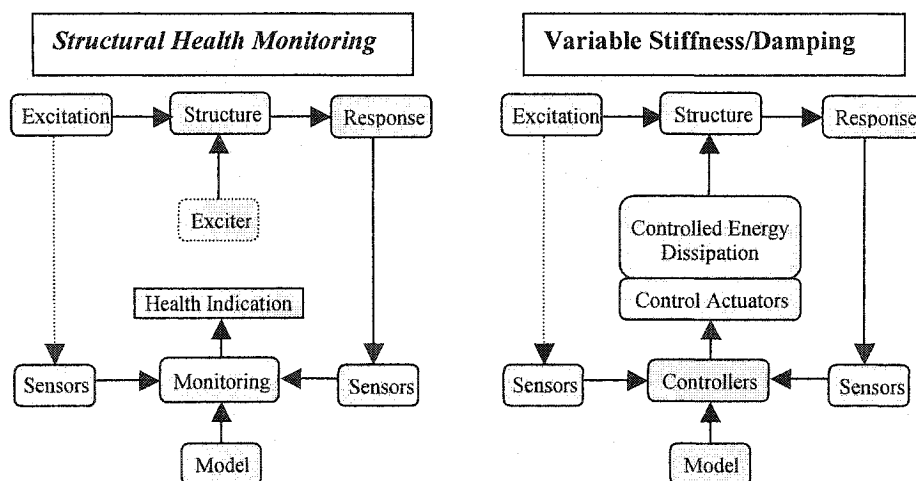 Structural Health Monitoring
Excitation
Structure
Response
Exciter
Health Indication
Sensors
Monitoring
Sensors
Model
Variable Stiffness/Damping
Excitation
Structure
Response
Controlled Energy
Dissipation
Control Actuators
Sensors
Controllers
Sensors
Model